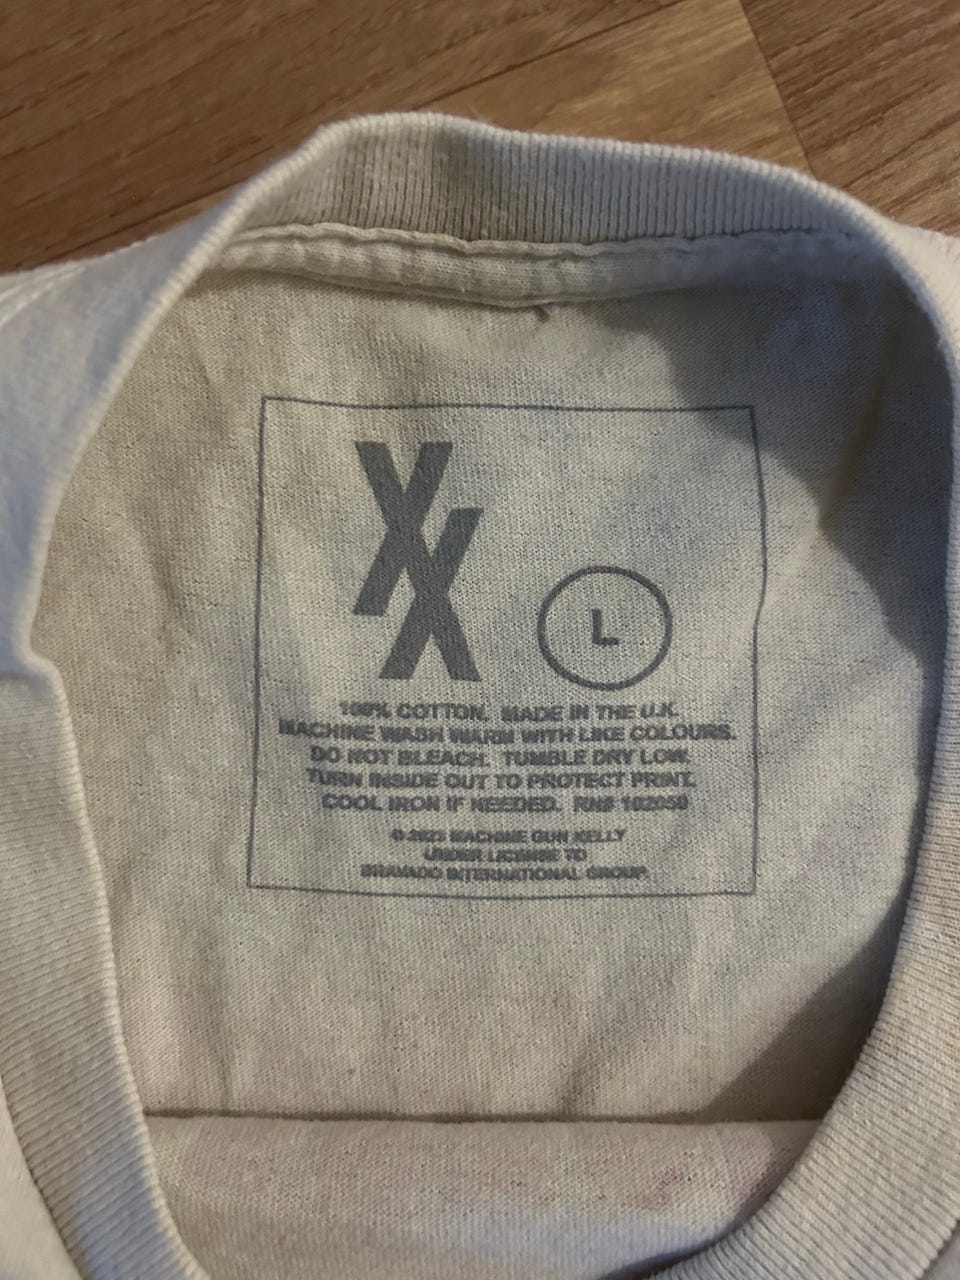 XX
L
100% COTTON. MADE IN THE U.K.
MACHINE WASH WARM WITH LIKE COLOURS.
DO NOT BLEACH. TUMBLE DRY LOW.
TURN INSIDE OUT TO PROTECT PRINT.
COOL IRON IF NEEDED. RN# 102050
© 2023 MACHINE GUN KELLY
UNDER LICENSE TO
BRAVADO INTERNATIONAL GROUP.